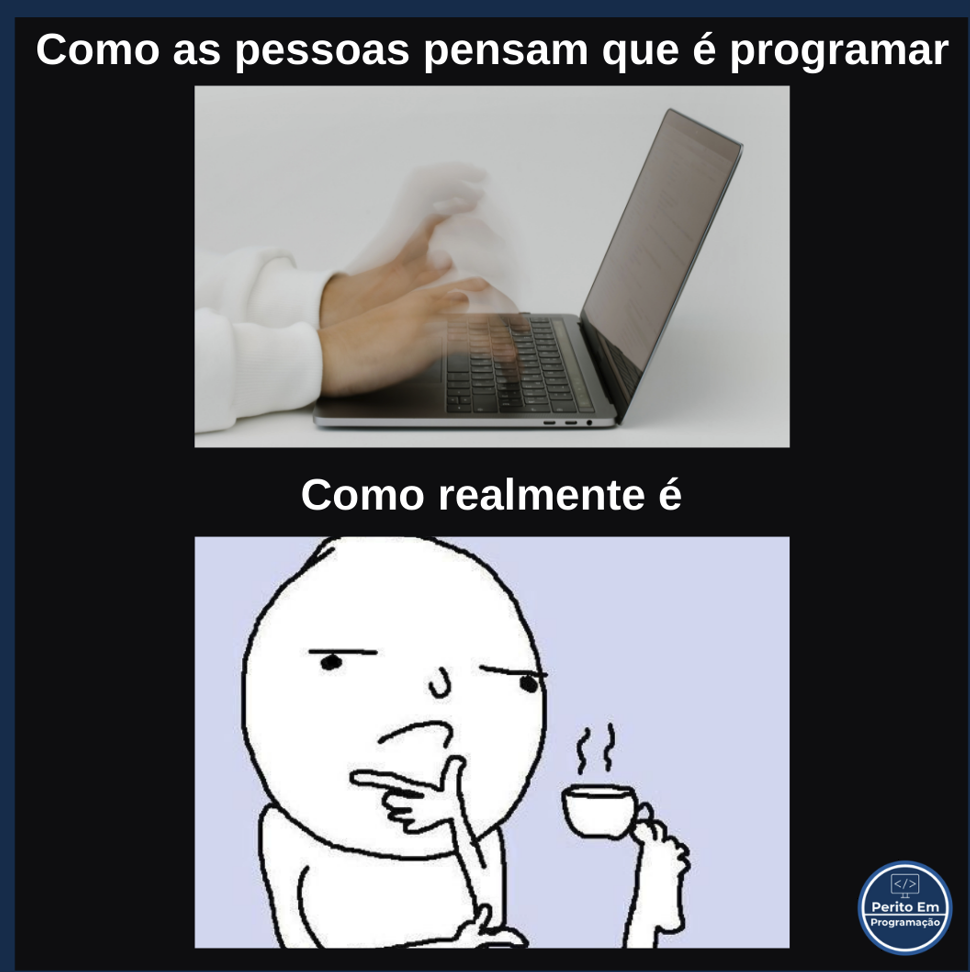 Como as pessoas pensam que é programar
Como realmente é
</>
Perito Em
Programação